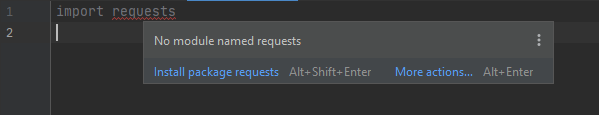 1 import requests
2
No module named requests
Install package requests Alt+Shift+Enter More actions... Alt+Enter